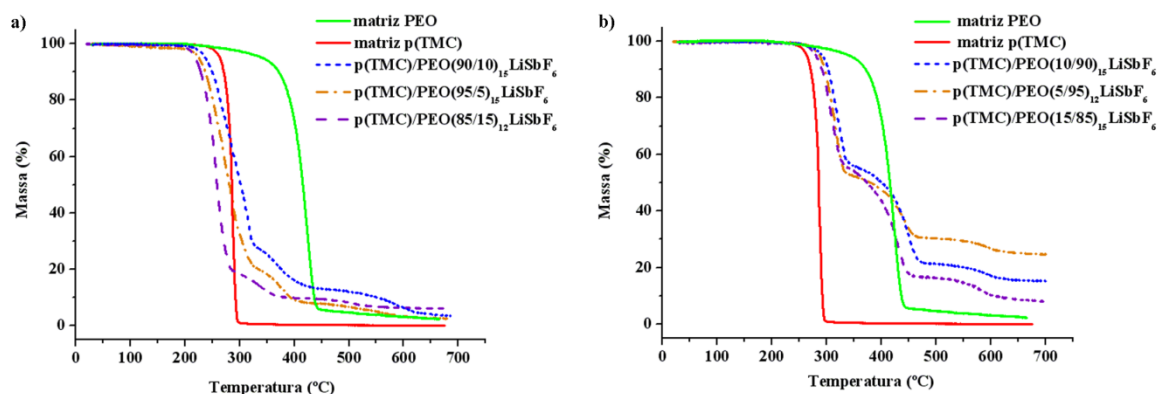 a)
matriz PEO
matriz p(TMC)
p(TMC)/PEO(90/10)₁₅LiSbF₆
p(TMC)/PEO(95/5)₁₅LiSbF₆
p(TMC)/PEO(85/15)₁₂LiSbF₆
Massa (%)
100
80
60
40
20
0
0 100 200 300 400 500 600 700
Temperatura (ºC)
b)
matriz PEO
matriz p(TMC)
p(TMC)/PEO(10/90)₁₅LiSbF₆
p(TMC)/PEO(5/95)₁₂LiSbF₆
p(TMC)/PEO(15/85)₁₅LiSbF₆
Massa (%)
100
80
60
40
20
0
0 100 200 300 400 500 600 700
Temperatura (ºC)